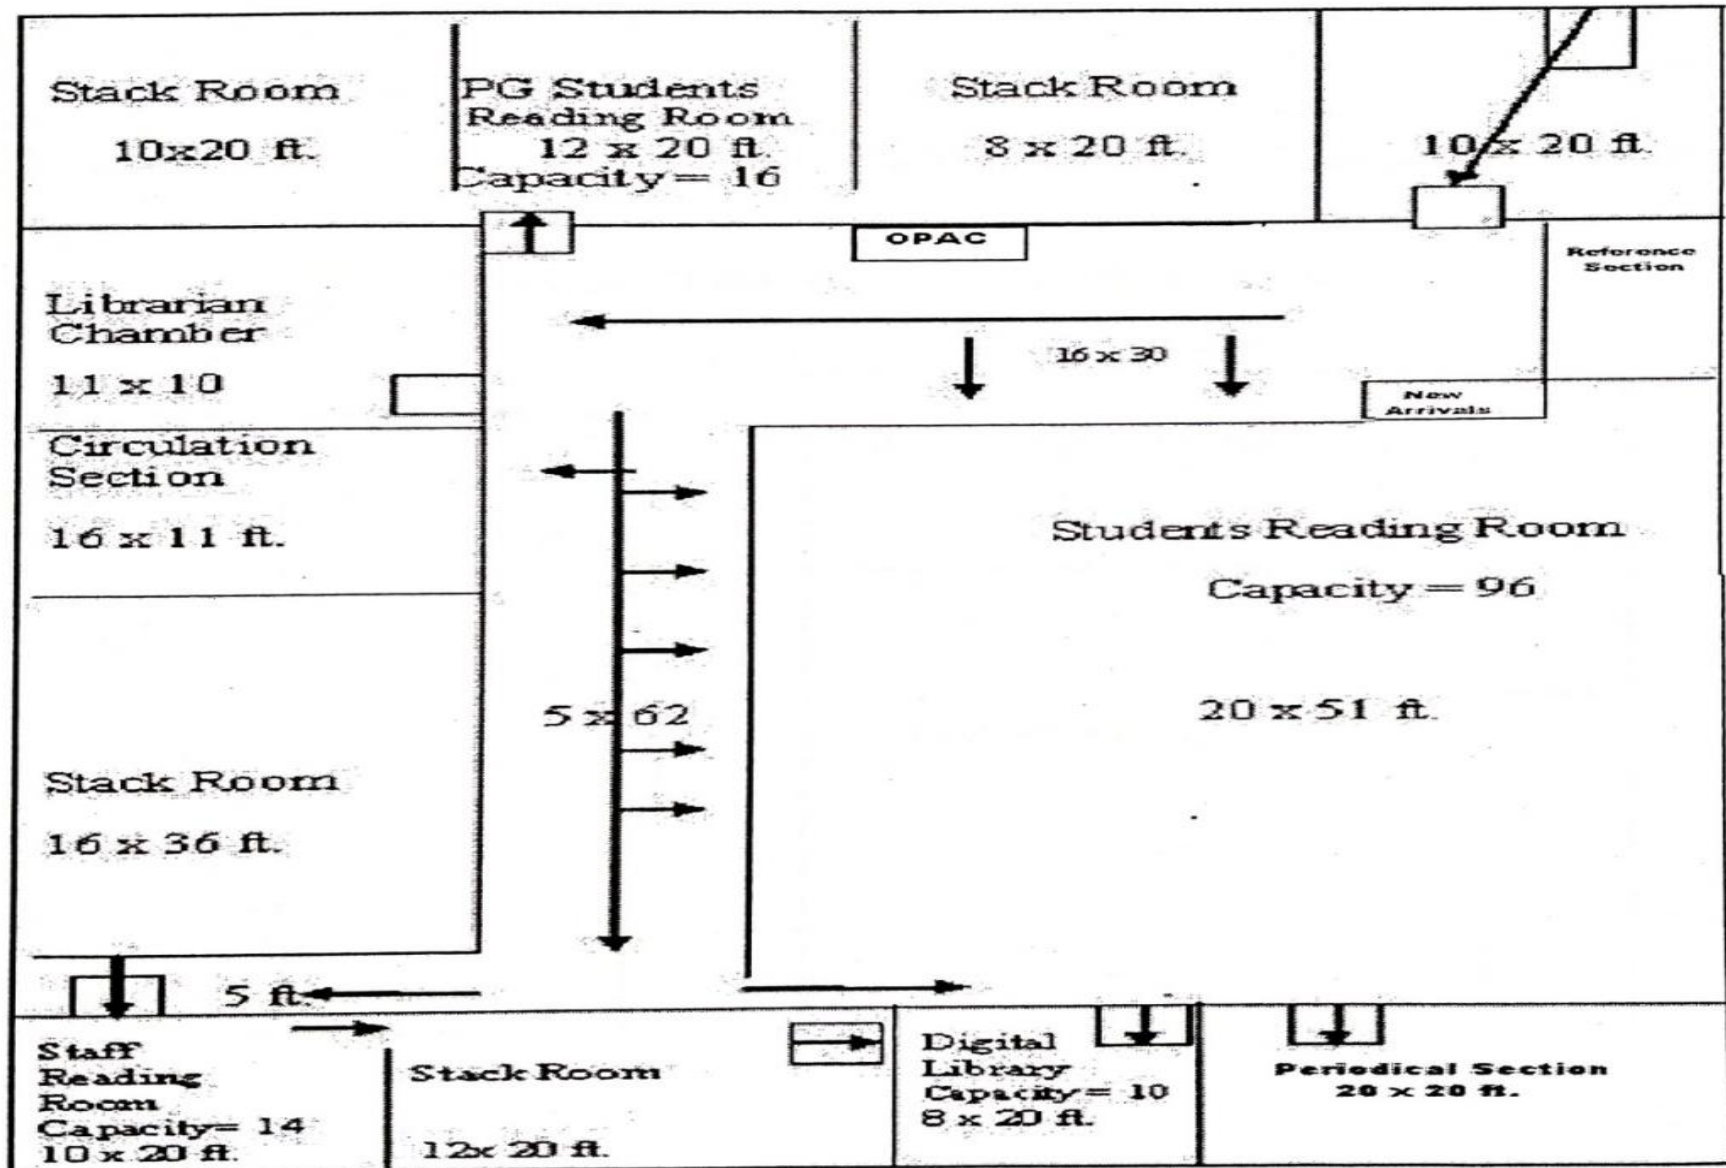 Stack Room
10x20 ft.
PG Students
Reading Room
12 x 20 ft.
Capacity = 16
Stack Room
8 x 20 ft.
10 x 20 ft.
OPAC
Reference
Section
Librarian
Chamber
11 x 10
16 x 30
New
Arrivals
Circulation
Section
16 x 11 ft.
Students Reading Room
Capacity = 96
20 x 51 ft.
5 x 62
Stack Room
16 x 36 ft.
5 ft.
Staff
Reading
Room
Capacity= 14
10 x 20 ft.
Stack Room
12x 20 ft.
Digital
Library
Capacity= 10
8 x 20 ft.
Periodical Section
20 x 20 ft.